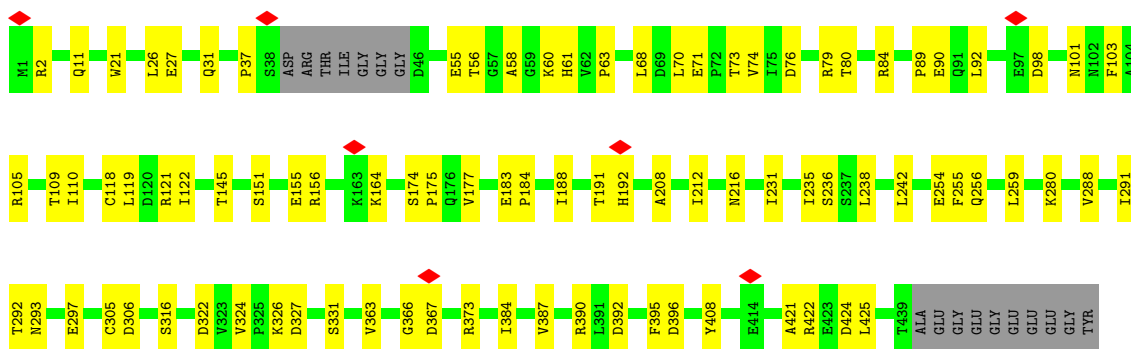 M1 R2 Q11 W21 L26 E27 Q31 P37 S38 ASP ARG THR ILE GLY GLY GLY D46 E55 T56 G57 A58 G59 K60 H61 V62 P63 L68 D69 L70 E71 P72 T73 V74 I75 D76 R79 T80 R84 P89 E90 Q91 L92 E97 D98 N101 N102 F103 A104
R105 T109 I110 C118 L119 D120 R121 I122 T145 S151 E155 R156 K163 K164 S174 P175 Q176 V177 E183 P184 I188 T191 H192 A208 I212 N216 I231 I235 S236 S237 L238 L242 E254 F255 Q256 L259 K280 V288 I291
T292 N293 E297 C305 D306 S316 D322 V323 V324 P325 K326 D327 S331 V363 G366 D367 R373 I384 V387 R390 L391 D392 F395 D396 Y408 E414 A421 R422 E423 D424 L425 T439 ALA GLU GLY GLU GLY GLU GLU GLU GLY TYR